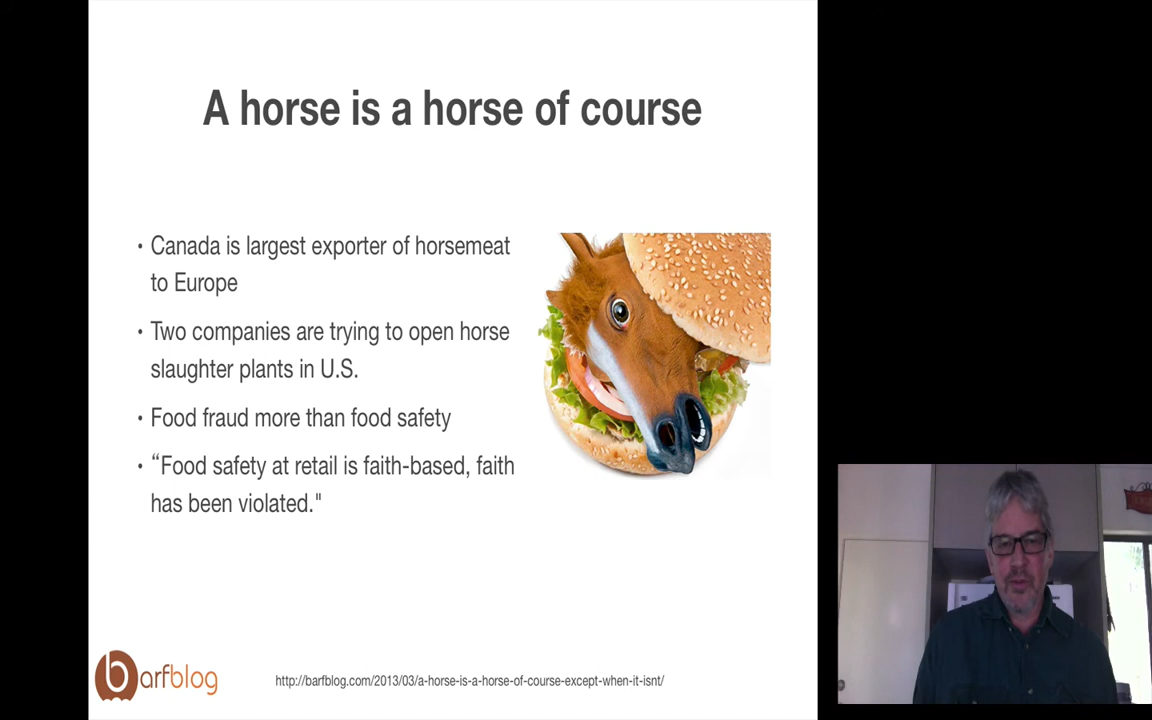 A horse is a horse of course
• Canada is largest exporter of horsemeat
to Europe
• Two companies are trying to open horse
slaughter plants in U.S.
• Food fraud more than food safety
• “Food safety at retail is faith-based, faith
has been violated."
barfblog
http://barfblog.com/2013/03/a-horse-is-a-horse-of-course-except-when-it-isnt/